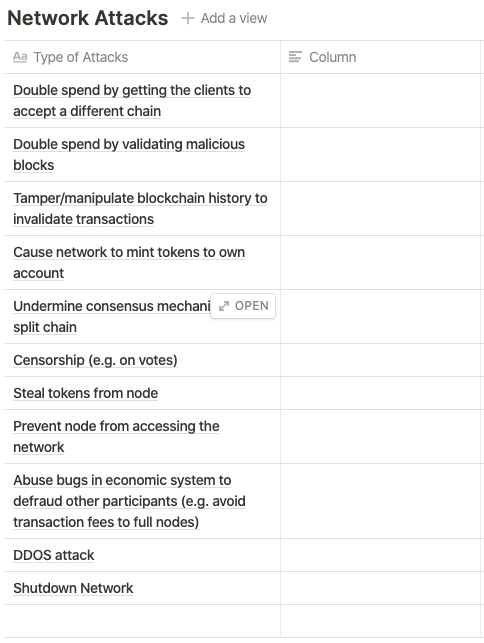 Network Attacks + Add a view
Aa Type of Attacks
Column
Double spend by getting the clients to
accept a different chain
Double spend by validating malicious
blocks
Tamper/manipulate blockchain history to
invalidate transactions
Cause network to mint tokens to own
account
Undermine consensus mechani
OPEN
split chain
Censorship (e.g. on votes)
Steal tokens from node
Prevent node from accessing the
network
Abuse bugs in economic system to
defraud other participants (e.g. avoid
transaction fees to full nodes)
DDOS attack
Shutdown Network